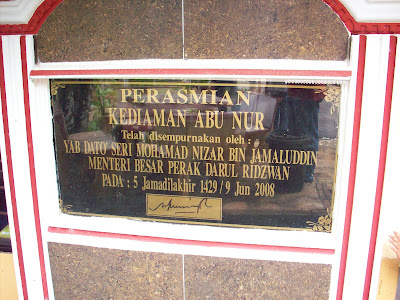 PERASMIAN
KEDIAMAN ABU NUR
Telah disempurnakan oleh :
YAB DATO' SERI MOHAMAD NIZAR BIN JAMALUDDIN
MENTERI BESAR PERAK DARUL RIDZWAN
PADA : 5 Jamadilakhir 1429 / 9 Jun 2008